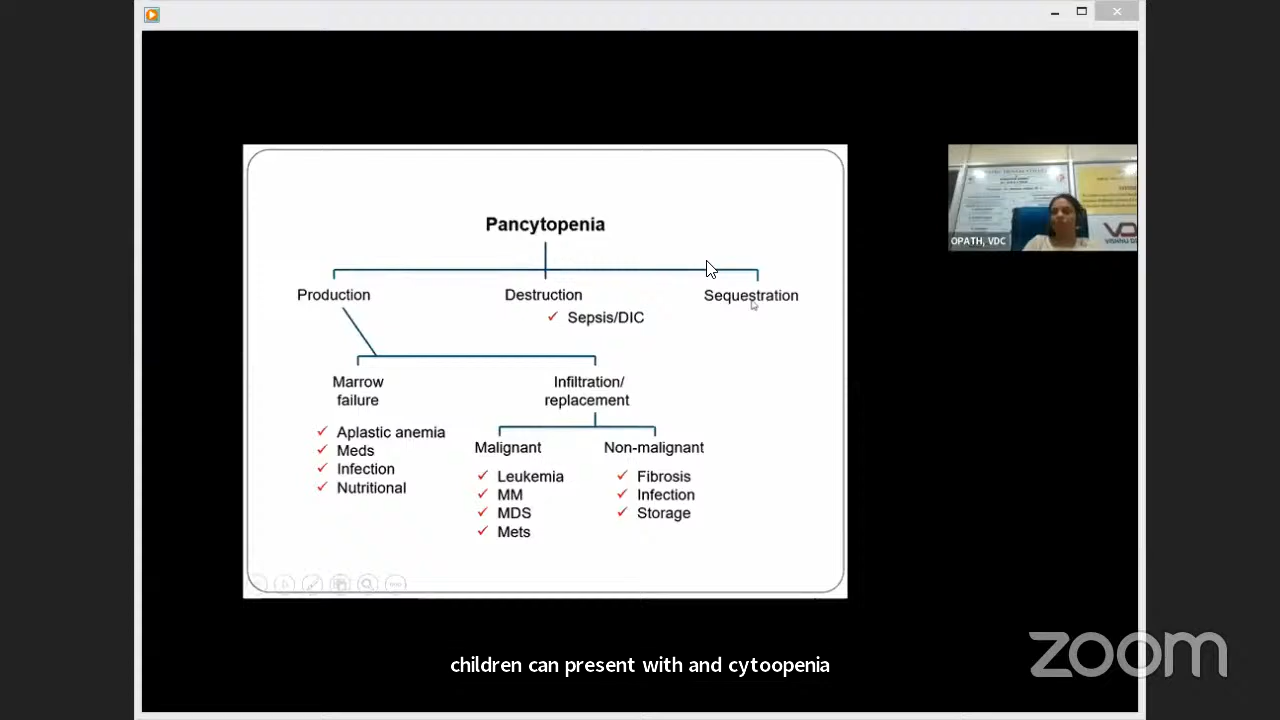 Pancytopenia
Production
Destruction
Sequestration
✓ Sepsis/DIC
Marrow
failure
✓ Aplastic anemia
✓ Meds
✓ Infection
✓ Nutritional
Infiltration/
replacement
Malignant
✓ Leukemia
✓ MM
✓ MDS
✓ Mets
Non-malignant
✓ Fibrosis
✓ Infection
✓ Storage
OPATH, VDC
children can present with and cytoopenia
zoom